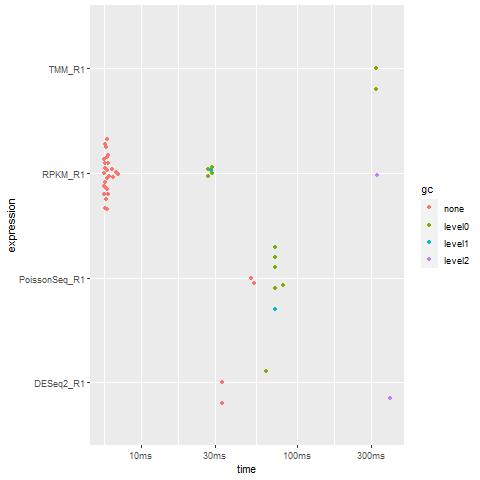 TMM_R1
RPKM_R1
PoissonSeq_R1
DESeq2_R1
expression
10ms 30ms 100ms 300ms
time
gc
none
level0
level1
level2